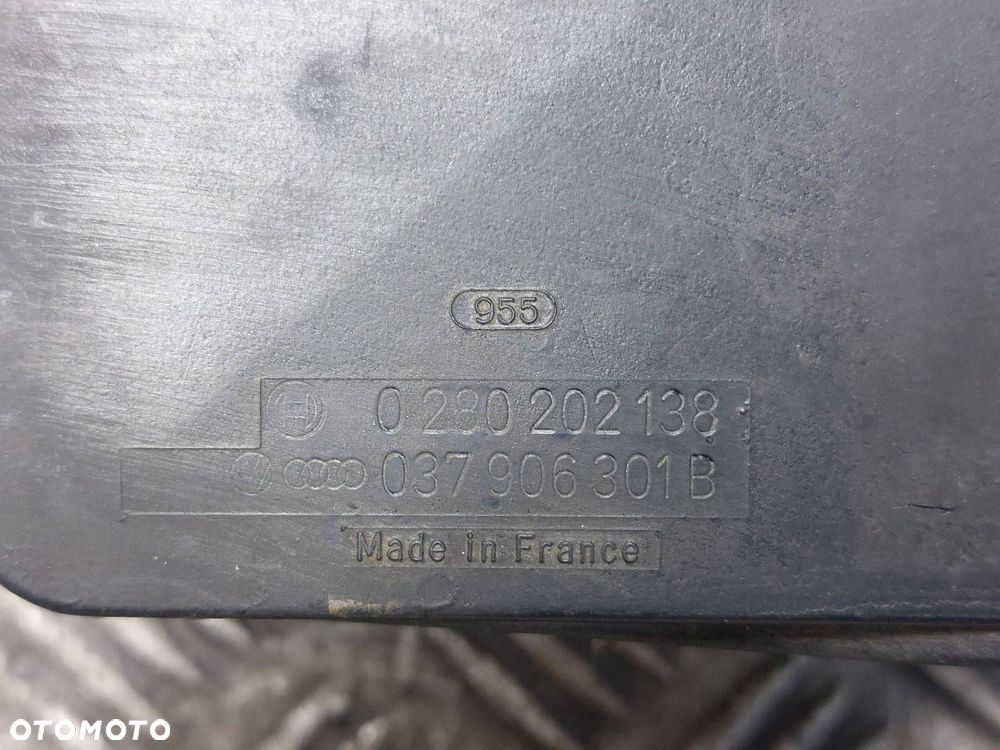 955
0 280 202 138
037 906 301 B
Made in France
OTOMOTO